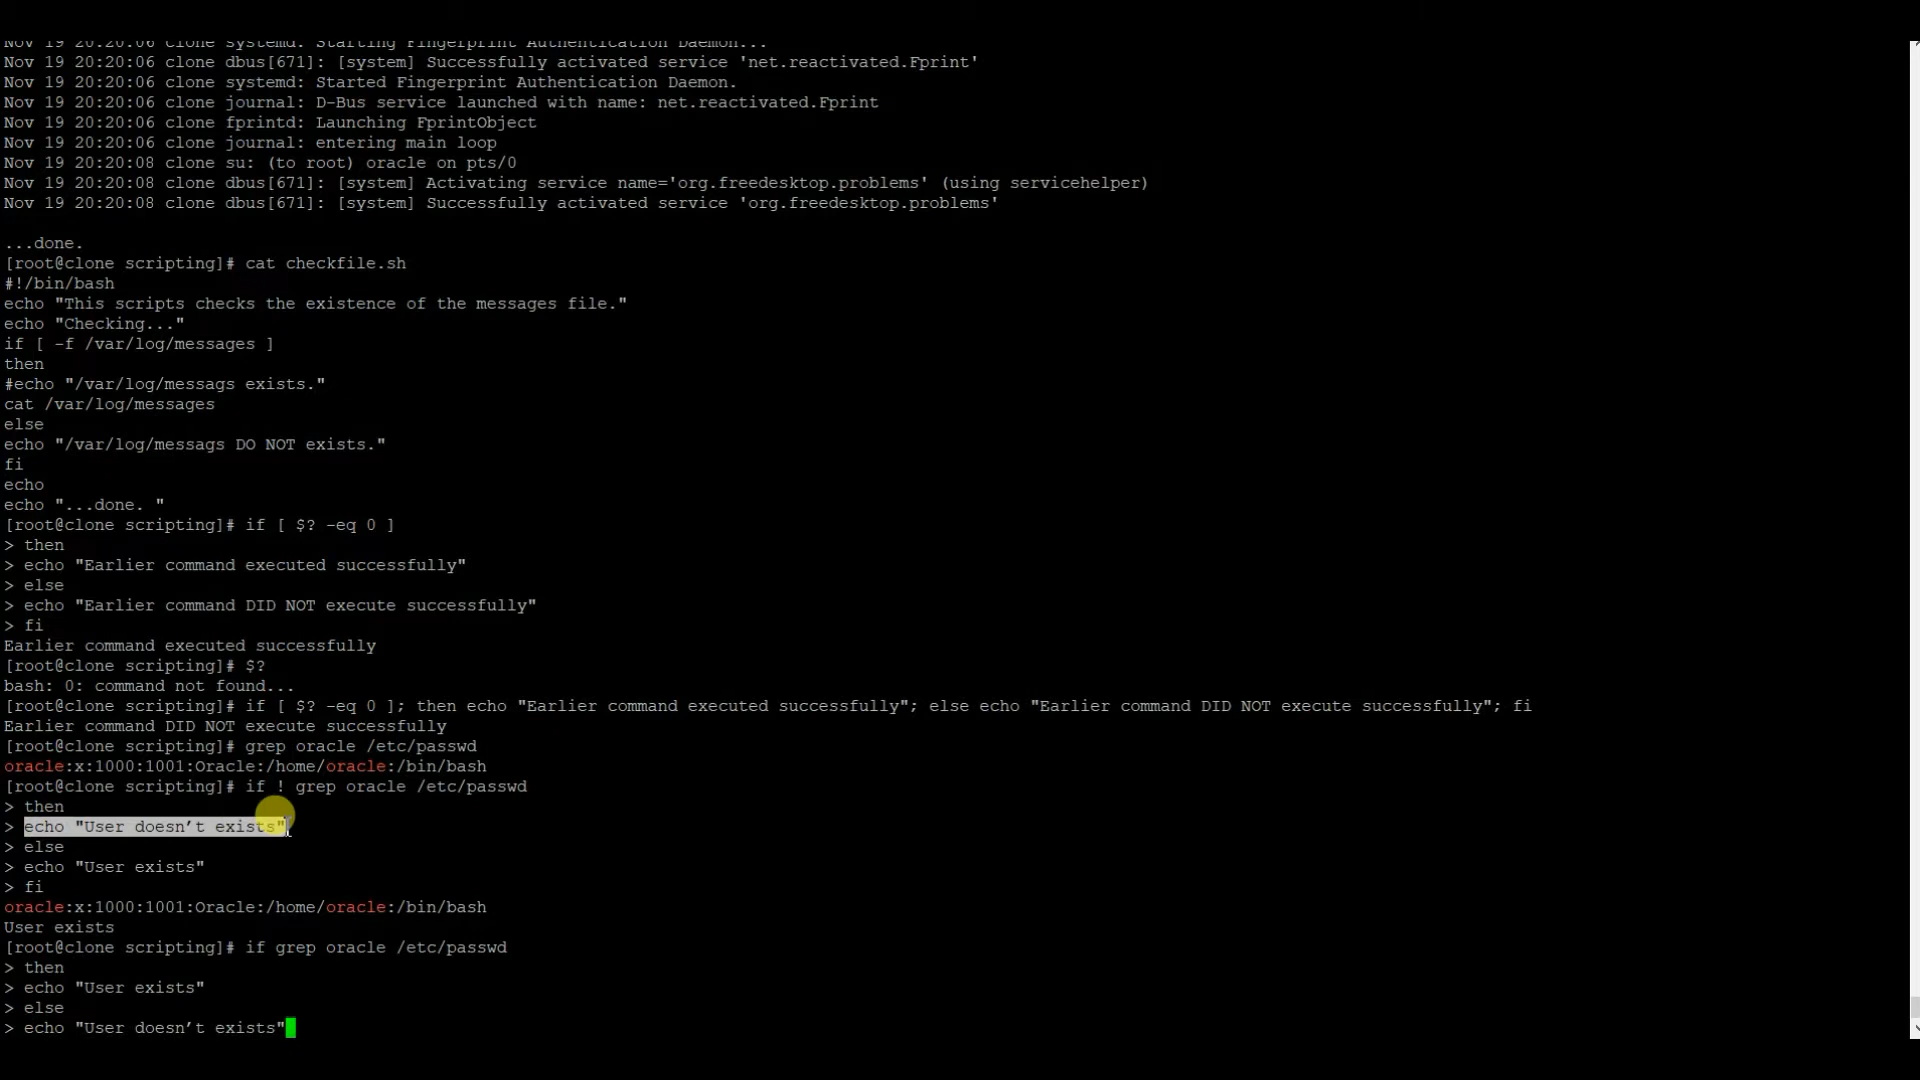 Nov 19 20:20:06 clone systemd: Starting Fingerprint Authentication Daemon...
Nov 19 20:20:06 clone dbus[671]: [system] Successfully activated service 'net.reactivated.Fprint'
Nov 19 20:20:06 clone systemd: Started Fingerprint Authentication Daemon.
Nov 19 20:20:06 clone journal: D-Bus service launched with name: net.reactivated.Fprint
Nov 19 20:20:06 clone fprintd: Launching FprintObject
Nov 19 20:20:06 clone journal: entering main loop
Nov 19 20:20:08 clone su: (to root) oracle on pts/0
Nov 19 20:20:08 clone dbus[671]: [system] Activating service name='org.freedesktop.problems' (using servicehelper)
Nov 19 20:20:08 clone dbus[671]: [system] Successfully activated service 'org.freedesktop.problems'
...done.
[root@clone scripting]# cat checkfile.sh
#!/bin/bash
echo "This scripts checks the existence of the messages file."
echo "Checking..."
if [ -f /var/log/messages ]
then
#echo "/var/log/messags exists."
cat /var/log/messages
else
echo "/var/log/messags DO NOT exists."
fi
echo
echo "...done. "
[root@clone scripting]# if [ $? -eq 0 ]
> then
> echo "Earlier command executed successfully"
> else
> echo "Earlier command DID NOT execute successfully"
> fi
Earlier command executed successfully
[root@clone scripting]# $?
bash: 0: command not found...
[root@clone scripting]# if [ $? -eq 0 ]; then echo "Earlier command executed successfully"; else echo "Earlier command DID NOT execute successfully"; fi
Earlier command DID NOT execute successfully
[root@clone scripting]# grep oracle /etc/passwd
oracle:x:1000:1001:Oracle:/home/oracle:/bin/bash
[root@clone scripting]# if ! grep oracle /etc/passwd
> then
> echo "User doesn’t exists"
> else
> echo "User exists"
> fi
oracle:x:1000:1001:Oracle:/home/oracle:/bin/bash
User exists
[root@clone scripting]# if grep oracle /etc/passwd
> then
> echo "User exists"
> else
> echo "User doesn’t exists"